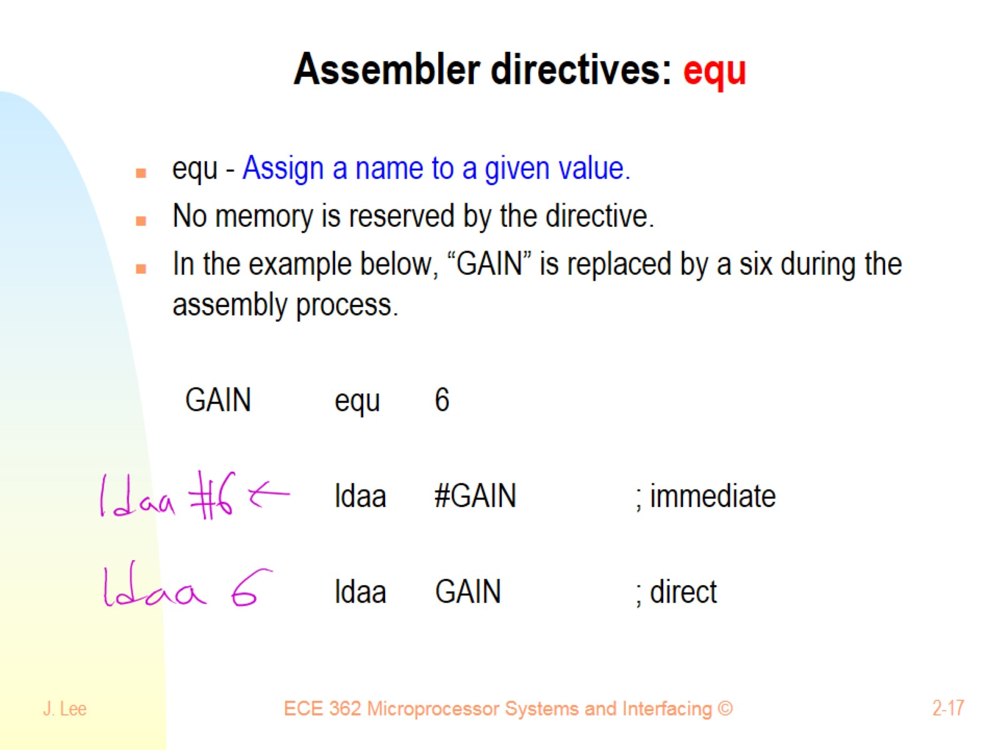 Assembler directives: equ
equ - Assign a name to a given value.
No memory is reserved by the directive.
In the example below, “GAIN” is replaced by a six during the
assembly process.
GAIN equ 6
ldaa #6 ← ldaa #GAIN ; immediate
ldaa 6 ldaa GAIN ; direct
J. Lee ECE 362 Microprocessor Systems and Interfacing © 2-17